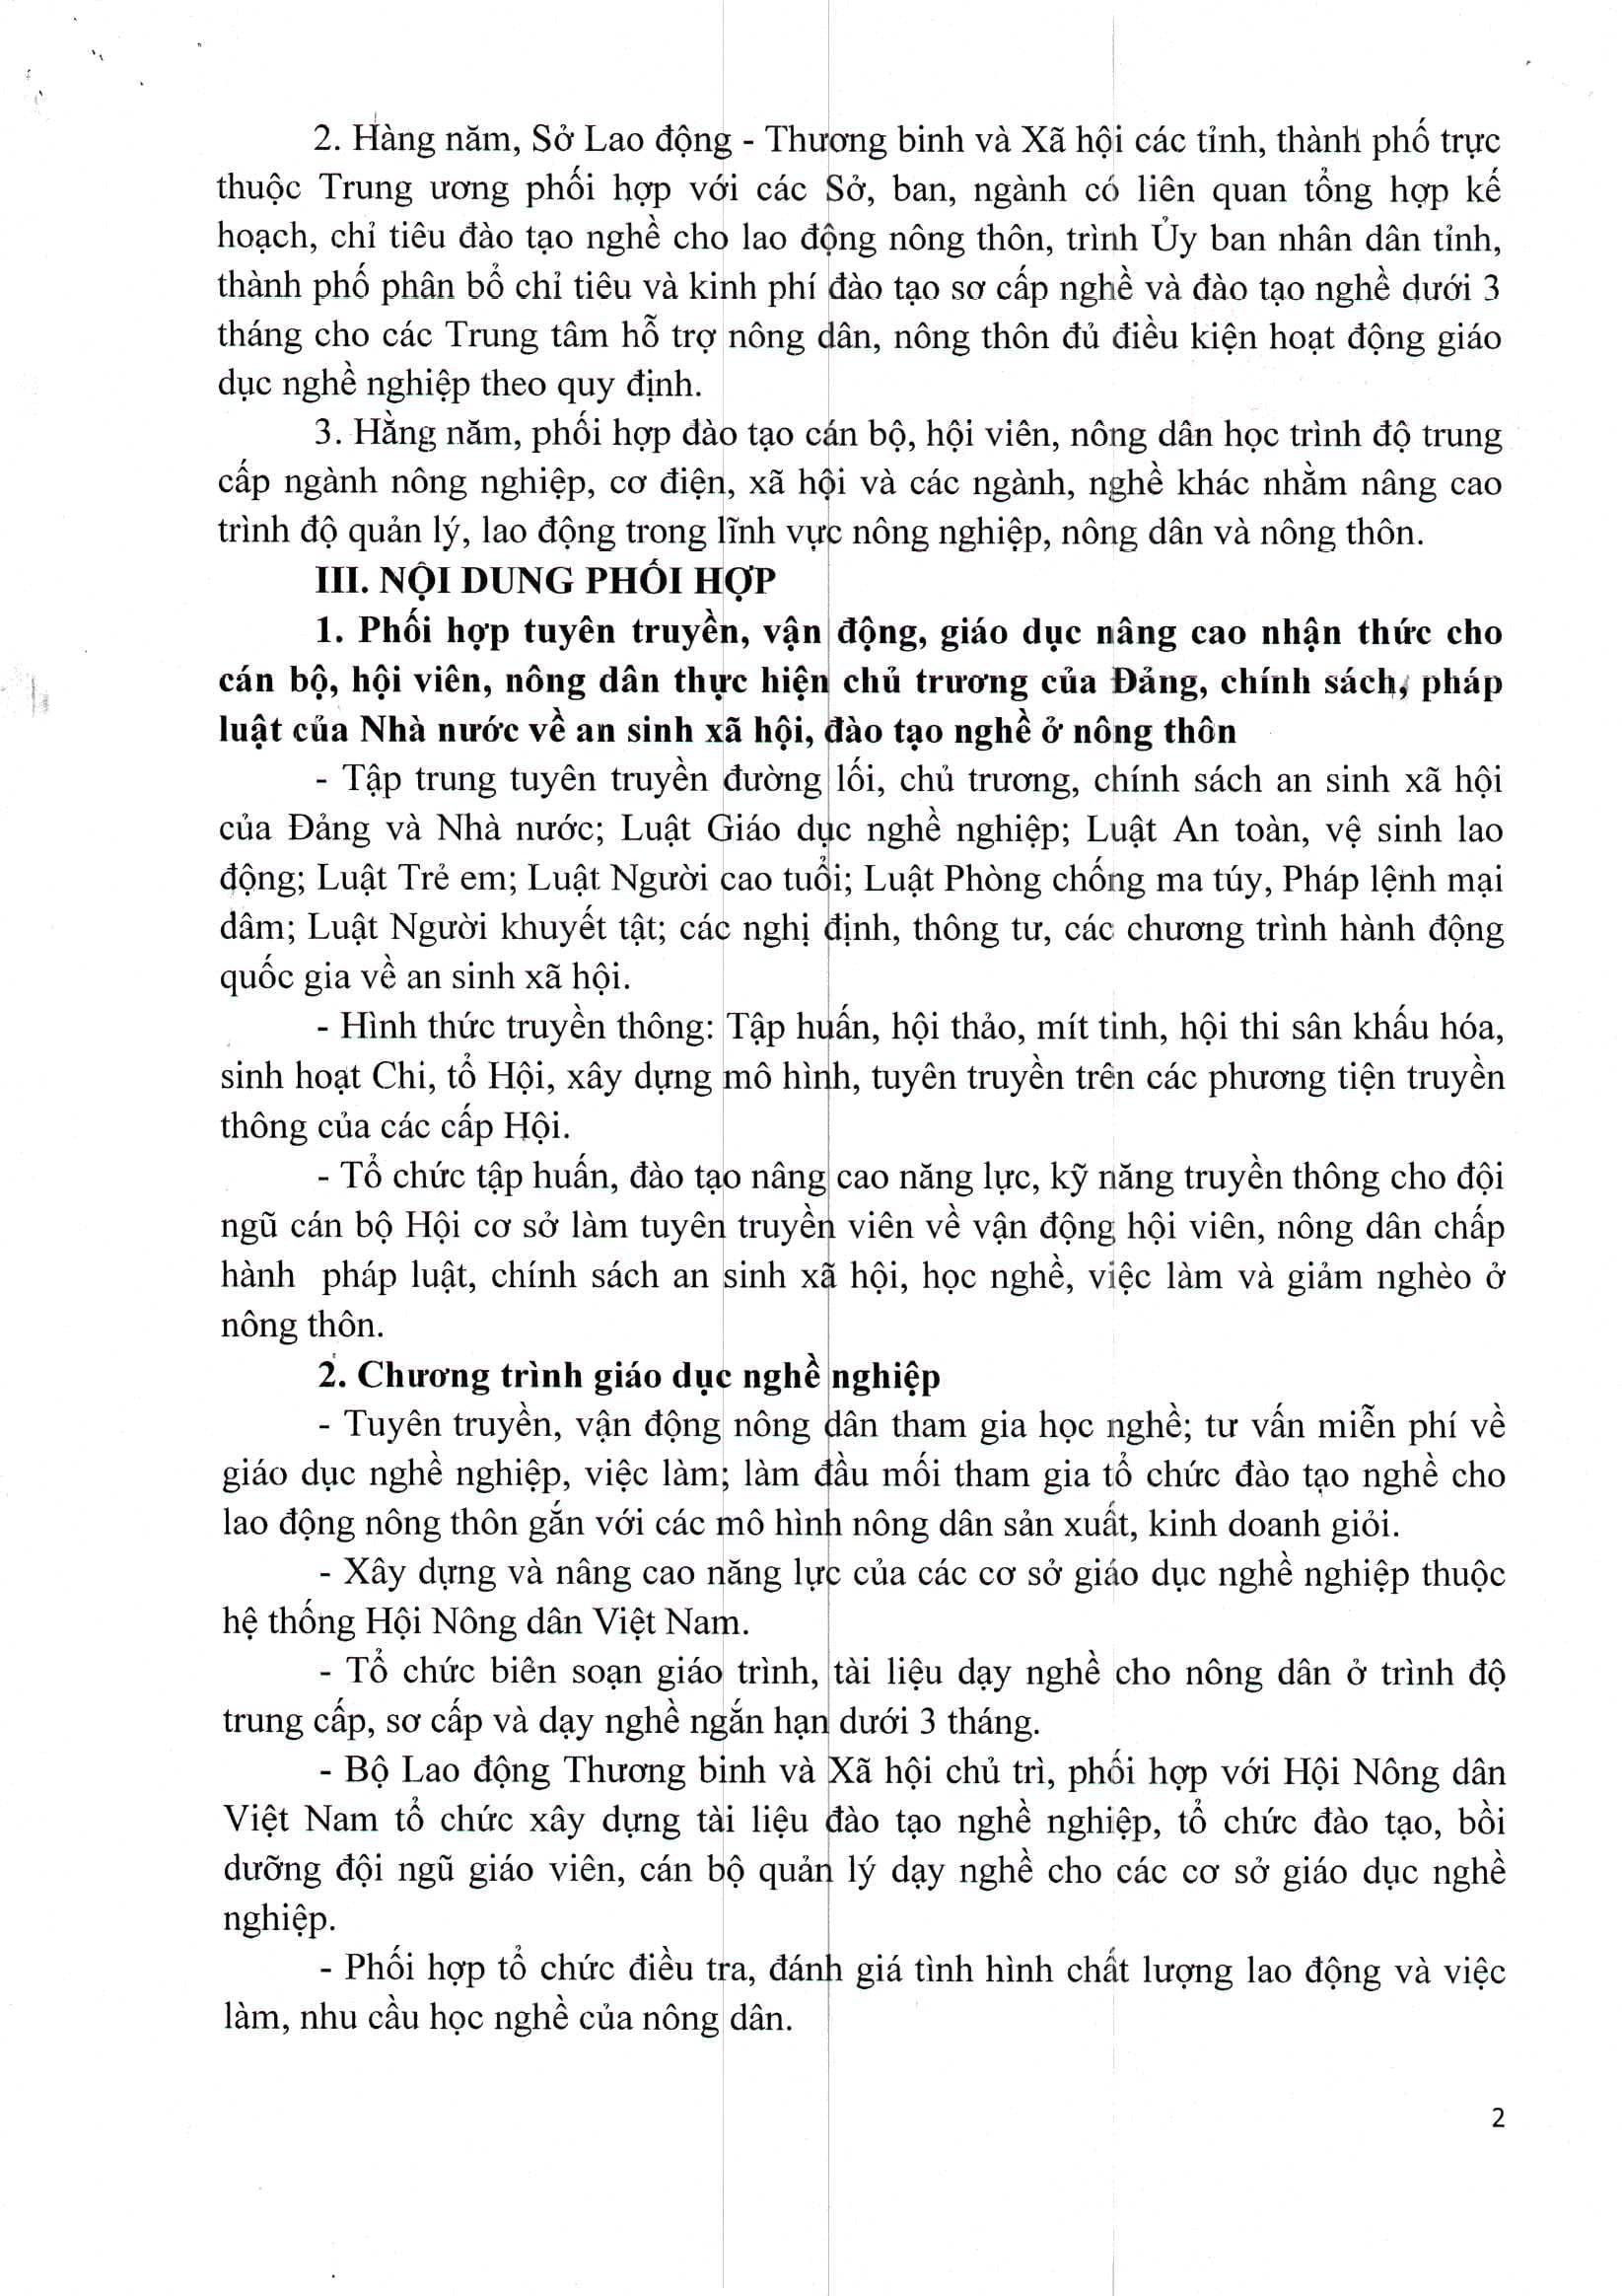 2. Hàng năm, Sở Lao động - Thương binh và Xã hội các tỉnh, thành phố trực
thuộc Trung ương phối hợp với các Sở, ban, ngành có liên quan tổng hợp kế
hoạch, chỉ tiêu đào tạo nghề cho lao động nông thôn, trình Ủy ban nhân dân tỉnh,
thành phố phân bổ chỉ tiêu và kinh phí đào tạo sơ cấp nghề và đào tạo nghề dưới 3
tháng cho các Trung tâm hỗ trợ nông dân, nông thôn đủ điều kiện hoạt động giáo
dục nghề nghiệp theo quy định.
3. Hằng năm, phối hợp đào tạo cán bộ, hội viên, nông dân học trình độ trung
cấp ngành nông nghiệp, cơ điện, xã hội và các ngành, nghề khác nhằm nâng cao
trình độ quản lý, lao động trong lĩnh vực nông nghiệp, nông dân và nông thôn.
III. NỘI DUNG PHỐI HỢP
1. Phối hợp tuyên truyền, vận động, giáo dục nâng cao nhận thức cho
cán bộ, hội viên, nông dân thực hiện chủ trương của Đảng, chính sách, pháp
luật của Nhà nước về an sinh xã hội, đào tạo nghề ở nông thôn
- Tập trung tuyên truyền đường lối, chủ trương, chính sách an sinh xã hội
của Đảng và Nhà nước; Luật Giáo dục nghề nghiệp; Luật An toàn, vệ sinh lao
động; Luật Trẻ em; Luật Người cao tuổi; Luật Phòng chống ma túy, Pháp lệnh mại
dâm; Luật Người khuyết tật; các nghị định, thông tư, các chương trình hành động
quốc gia về an sinh xã hội.
- Hình thức truyền thông: Tập huấn, hội thảo, mít tinh, hội thi sân khấu hóa,
sinh hoạt Chi, tổ Hội, xây dựng mô hình, tuyên truyền trên các phương tiện truyền
thông của các cấp Hội.
- Tổ chức tập huấn, đào tạo nâng cao năng lực, kỹ năng truyền thông cho đội
ngũ cán bộ Hội cơ sở làm tuyên truyền viên về vận động hội viên, nông dân chấp
hành pháp luật, chính sách an sinh xã hội, học nghề, việc làm và giảm nghèo ở
nông thôn.
2. Chương trình giáo dục nghề nghiệp
- Tuyên truyền, vận động nông dân tham gia học nghề; tư vấn miễn phí về
giáo dục nghề nghiệp, việc làm; làm đầu mối tham gia tổ chức đào tạo nghề cho
lao động nông thôn gắn với các mô hình nông dân sản xuất, kinh doanh giỏi.
- Xây dựng và nâng cao năng lực của các cơ sở giáo dục nghề nghiệp thuộc
hệ thống Hội Nông dân Việt Nam.
- Tổ chức biên soạn giáo trình, tài liệu dạy nghề cho nông dân ở trình độ
trung cấp, sơ cấp và dạy nghề ngắn hạn dưới 3 tháng.
- Bộ Lao động Thương binh và Xã hội chủ trì, phối hợp với Hội Nông dân
Việt Nam tổ chức xây dựng tài liệu đào tạo nghề nghiệp, tổ chức đào tạo, bồi
dưỡng đội ngũ giáo viên, cán bộ quản lý dạy nghề cho các cơ sở giáo dục nghề
nghiệp.
- Phối hợp tổ chức điều tra, đánh giá tình hình chất lượng lao động và việc
làm, nhu cầu học nghề của nông dân.
2